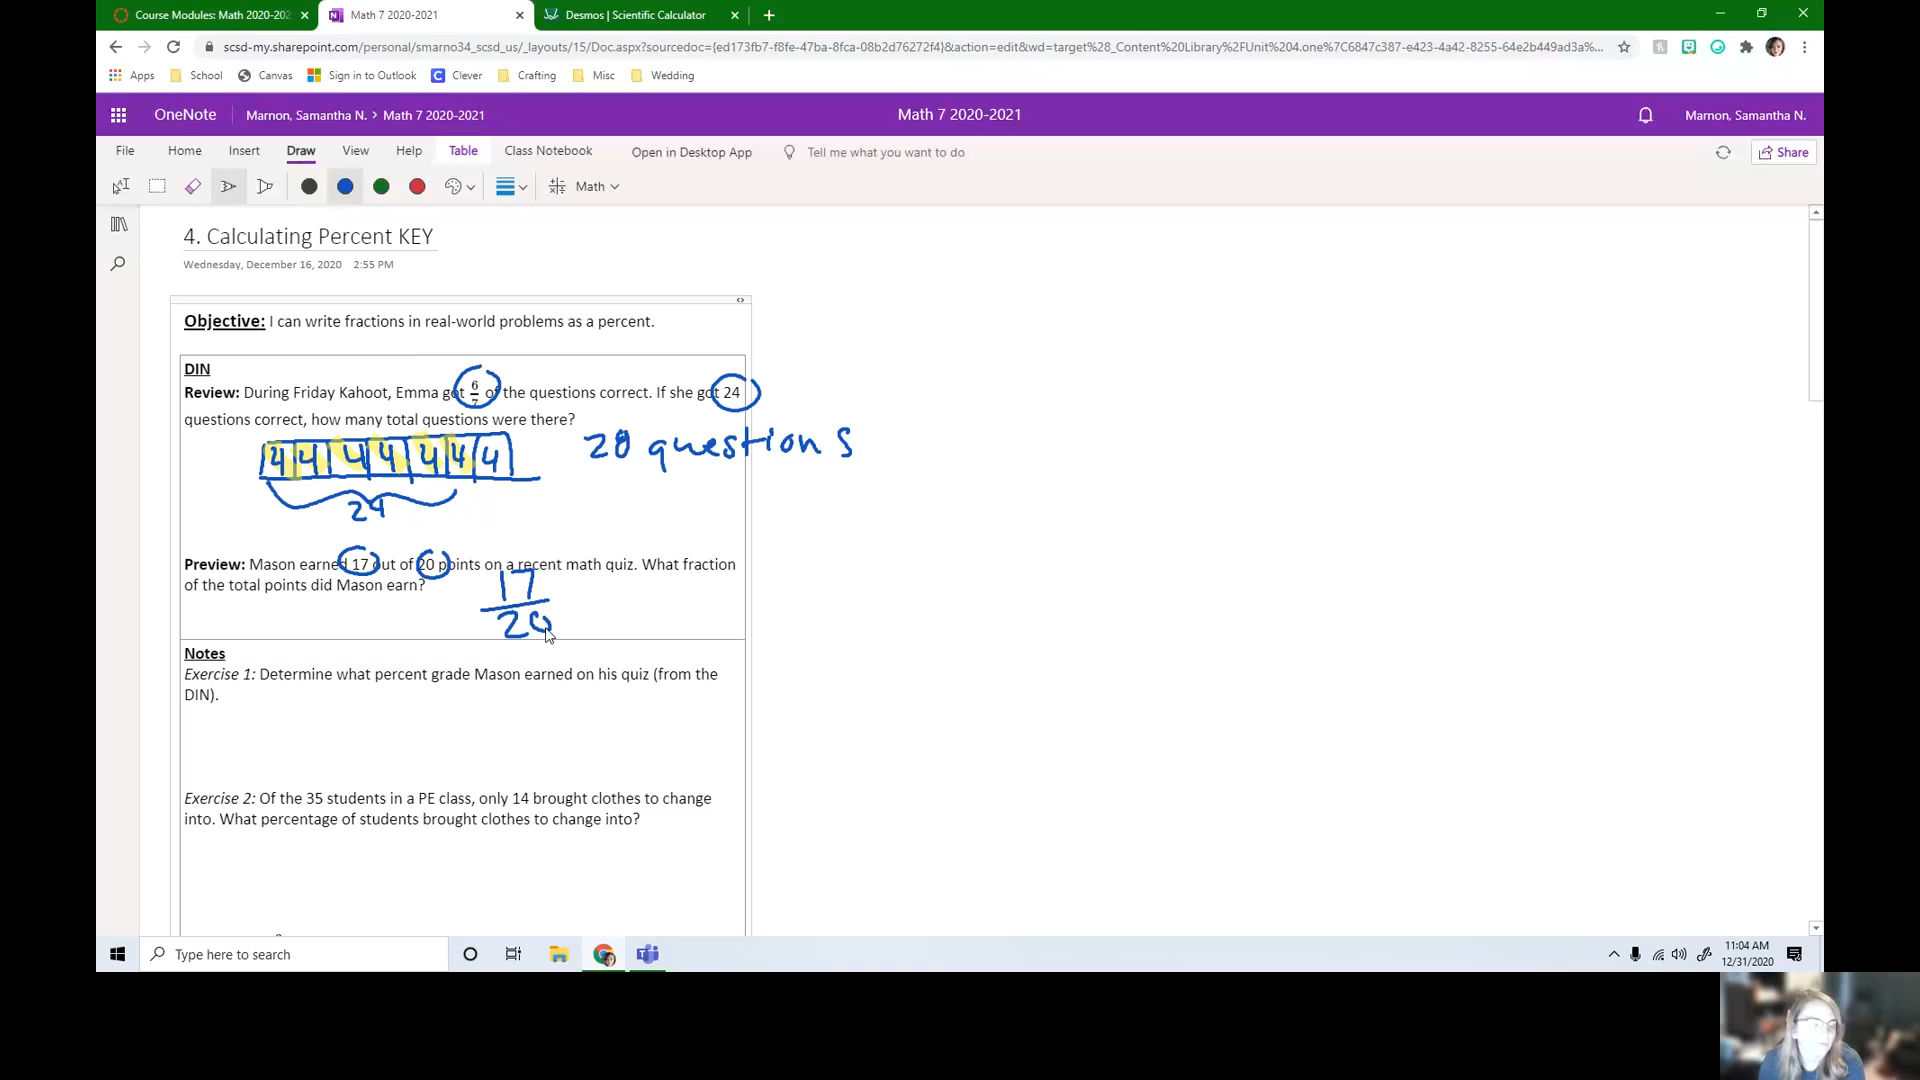 Course Modules: Math 2020-202
Math 7 2020-2021
Desmos | Scientific Calculator
scsd-my.sharepoint.com/personal/smarno34_scsd_us/_layouts/15/Doc.aspx?sourcedoc={ed173fb7-f8fe-47ba-8fca-08b2d76272f4}&action=edit&wd=target%28_Content%20Library%2FUnit%204.one%7C6847c387-e423-4a42-8255-64e2b449ad3a%...
Apps School Canvas Sign in to Outlook Clever Crafting Misc Wedding
OneNote Marnon, Samantha N. > Math 7 2020-2021 Math 7 2020-2021 Marnon, Samantha N.
File Home Insert Draw View Help Table Class Notebook Open in Desktop App Tell me what you want to do Share
Math
4. Calculating Percent KEY
Wednesday, December 16, 2020 2:55 PM
Objective: I can write fractions in real-world problems as a percent.
DIN
Review: During Friday Kahoot, Emma got 6/7 of the questions correct. If she got 24
questions correct, how many total questions were there?
4 4 4 4 4 4 4 28 questions
24
Preview: Mason earned 17 out of 20 points on a recent math quiz. What fraction
of the total points did Mason earn?
17
20
Notes
Exercise 1: Determine what percent grade Mason earned on his quiz (from the
DIN).
Exercise 2: Of the 35 students in a PE class, only 14 brought clothes to change
into. What percentage of students brought clothes to change into?
Type here to search
11:04 AM
12/31/2020